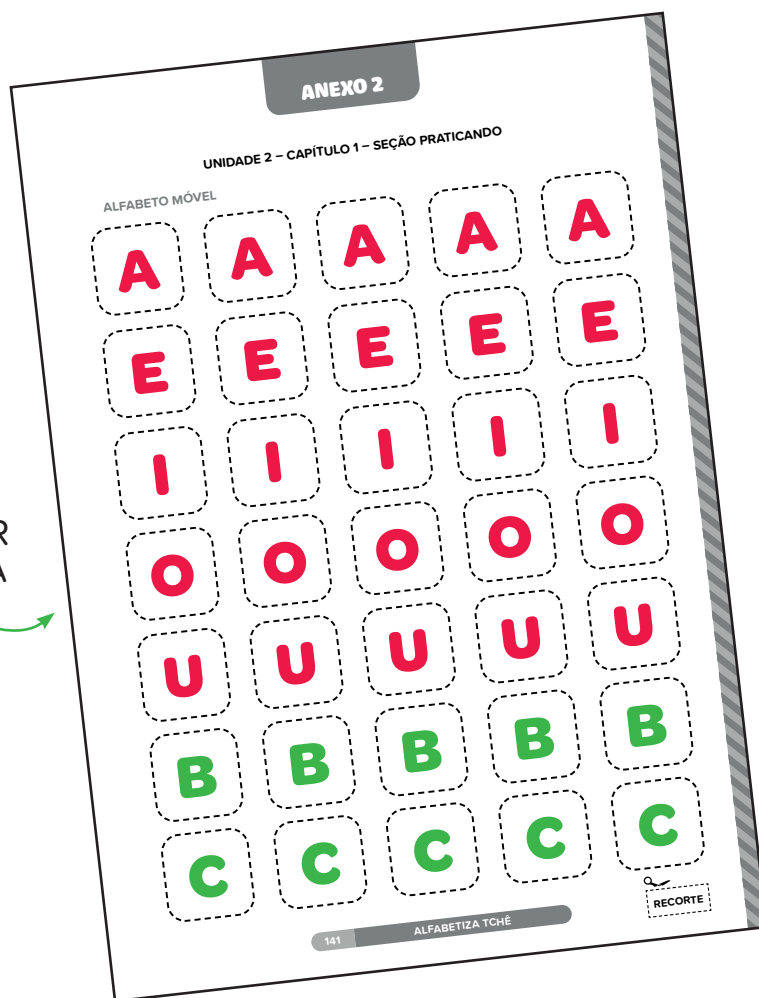 ANEXO 2
UNIDADE 2 – CAPÍTULO 1 – SEÇÃO PRATICANDO
ALFABETO MÓVEL
A A A A A
E E E E E
I I I I I
O O O O O
U U U U U
B B B B B
C C C C C
RECORTE
141 ALFABETIZA TCHÊ